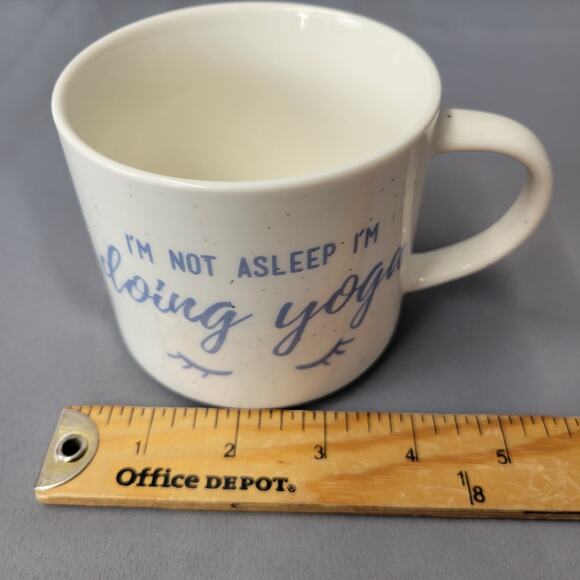 I'M NOT ASLEEP I'M
doing yoga
1 2 3 4 5
Office DEPOT®
1/8